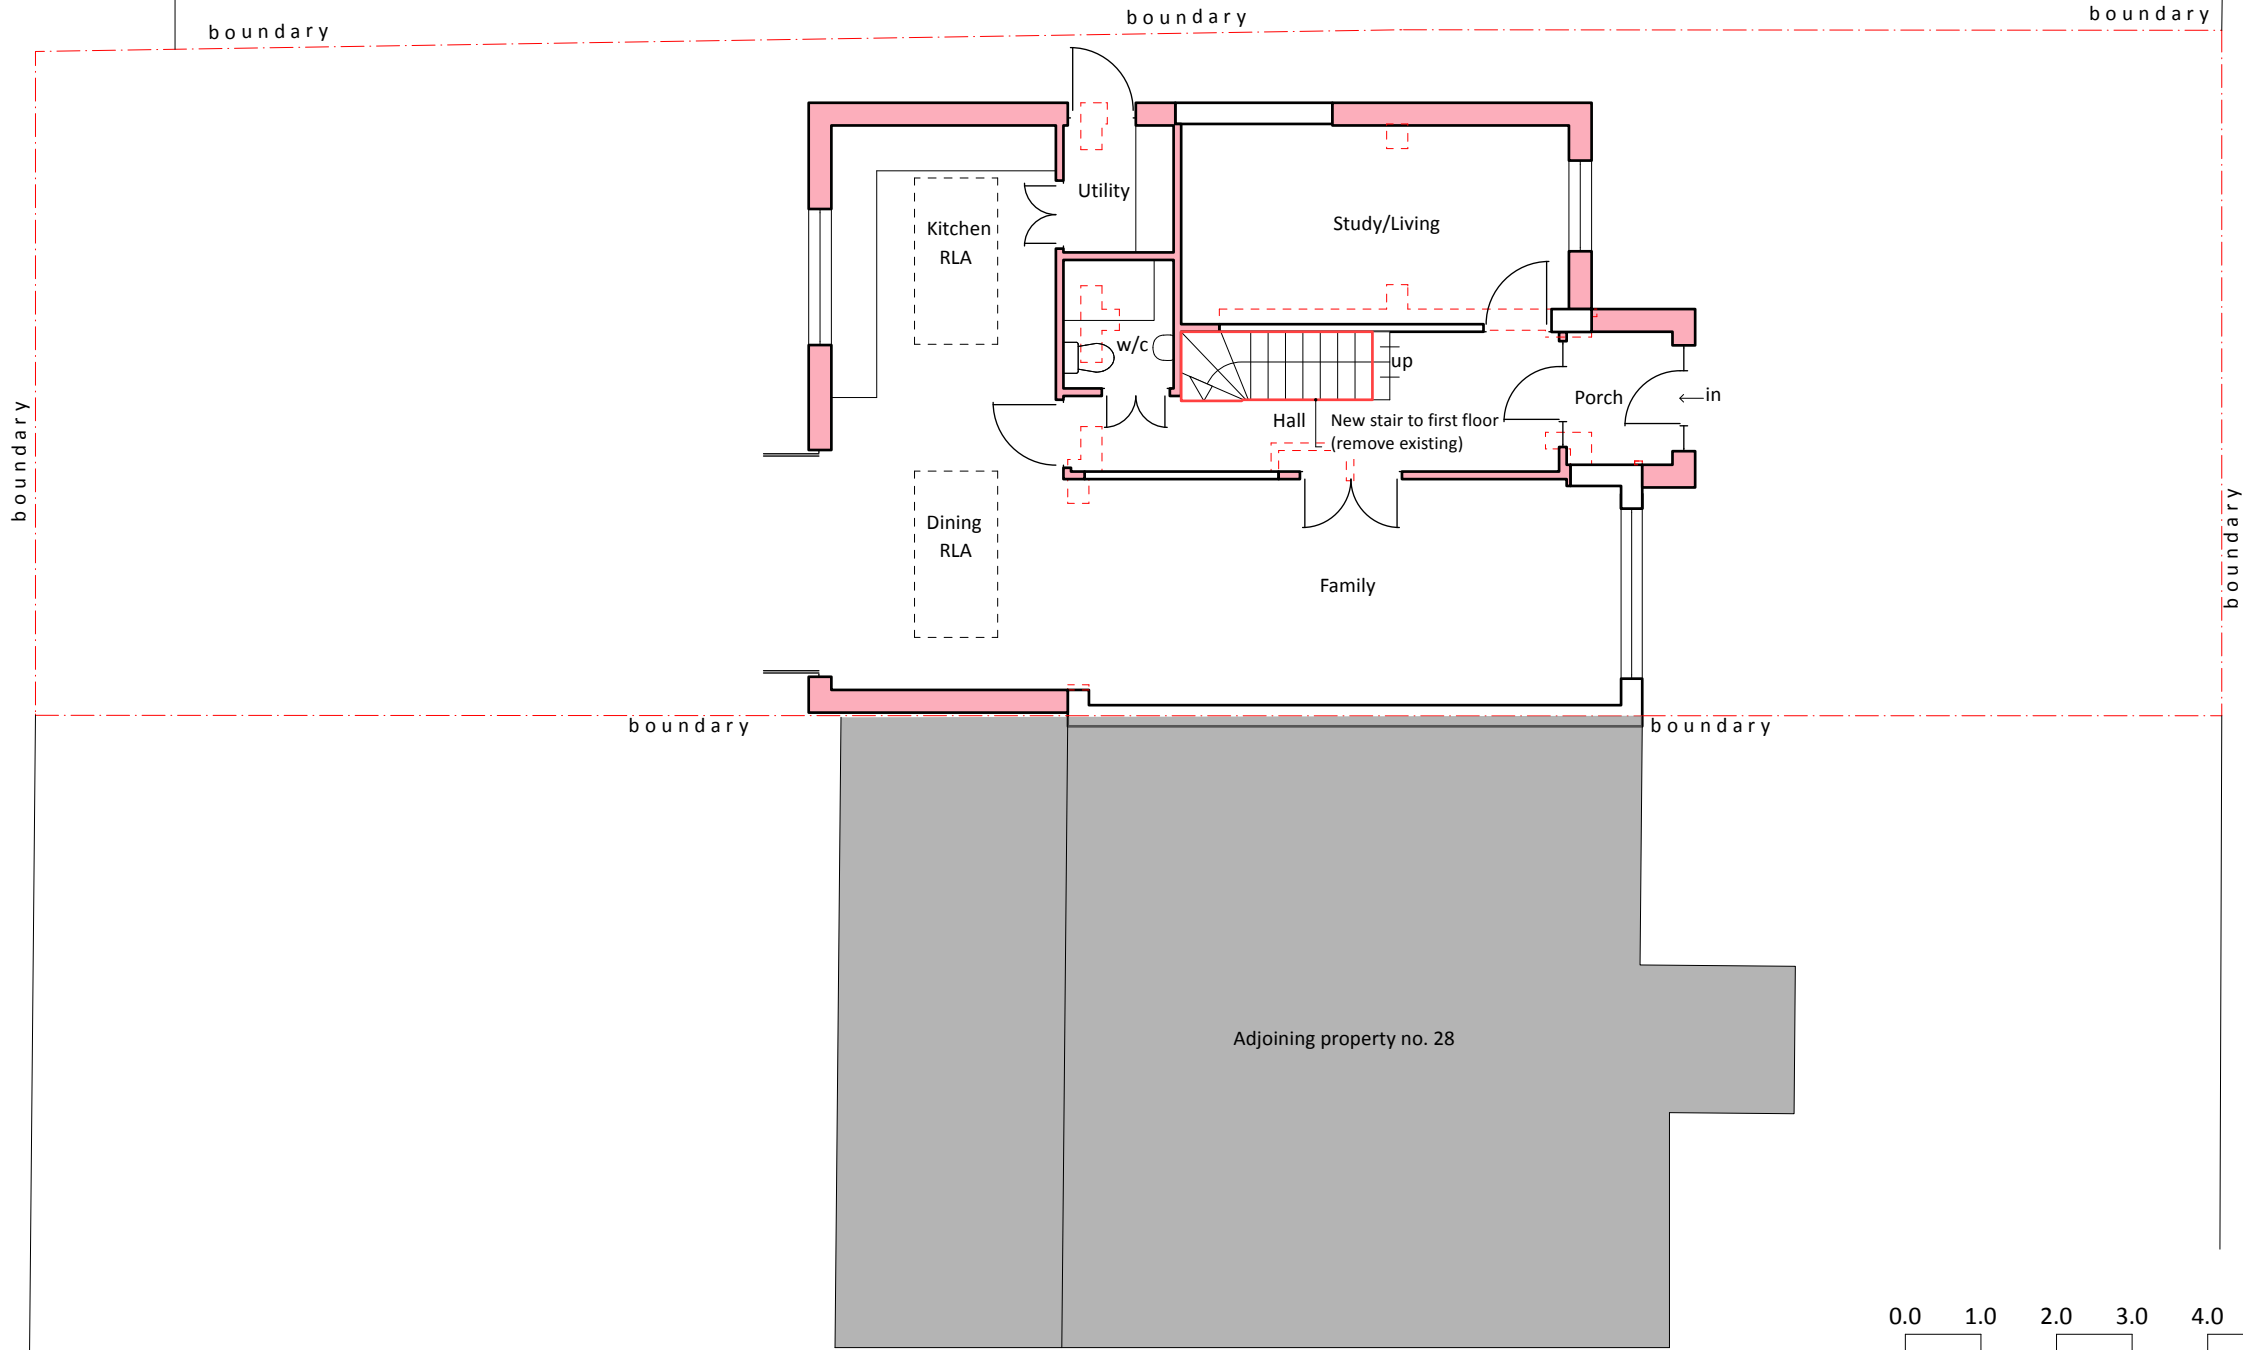 boundary
boundary
boundary
Utility
Kitchen
RLA
Study/Living
w/c
up
Porch
in
Hall
New stair to first floor
(remove existing)
boundary
boundary
Dining
RLA
Family
boundary
boundary
Adjoining property no. 28
0.0 1.0 2.0 3.0 4.0